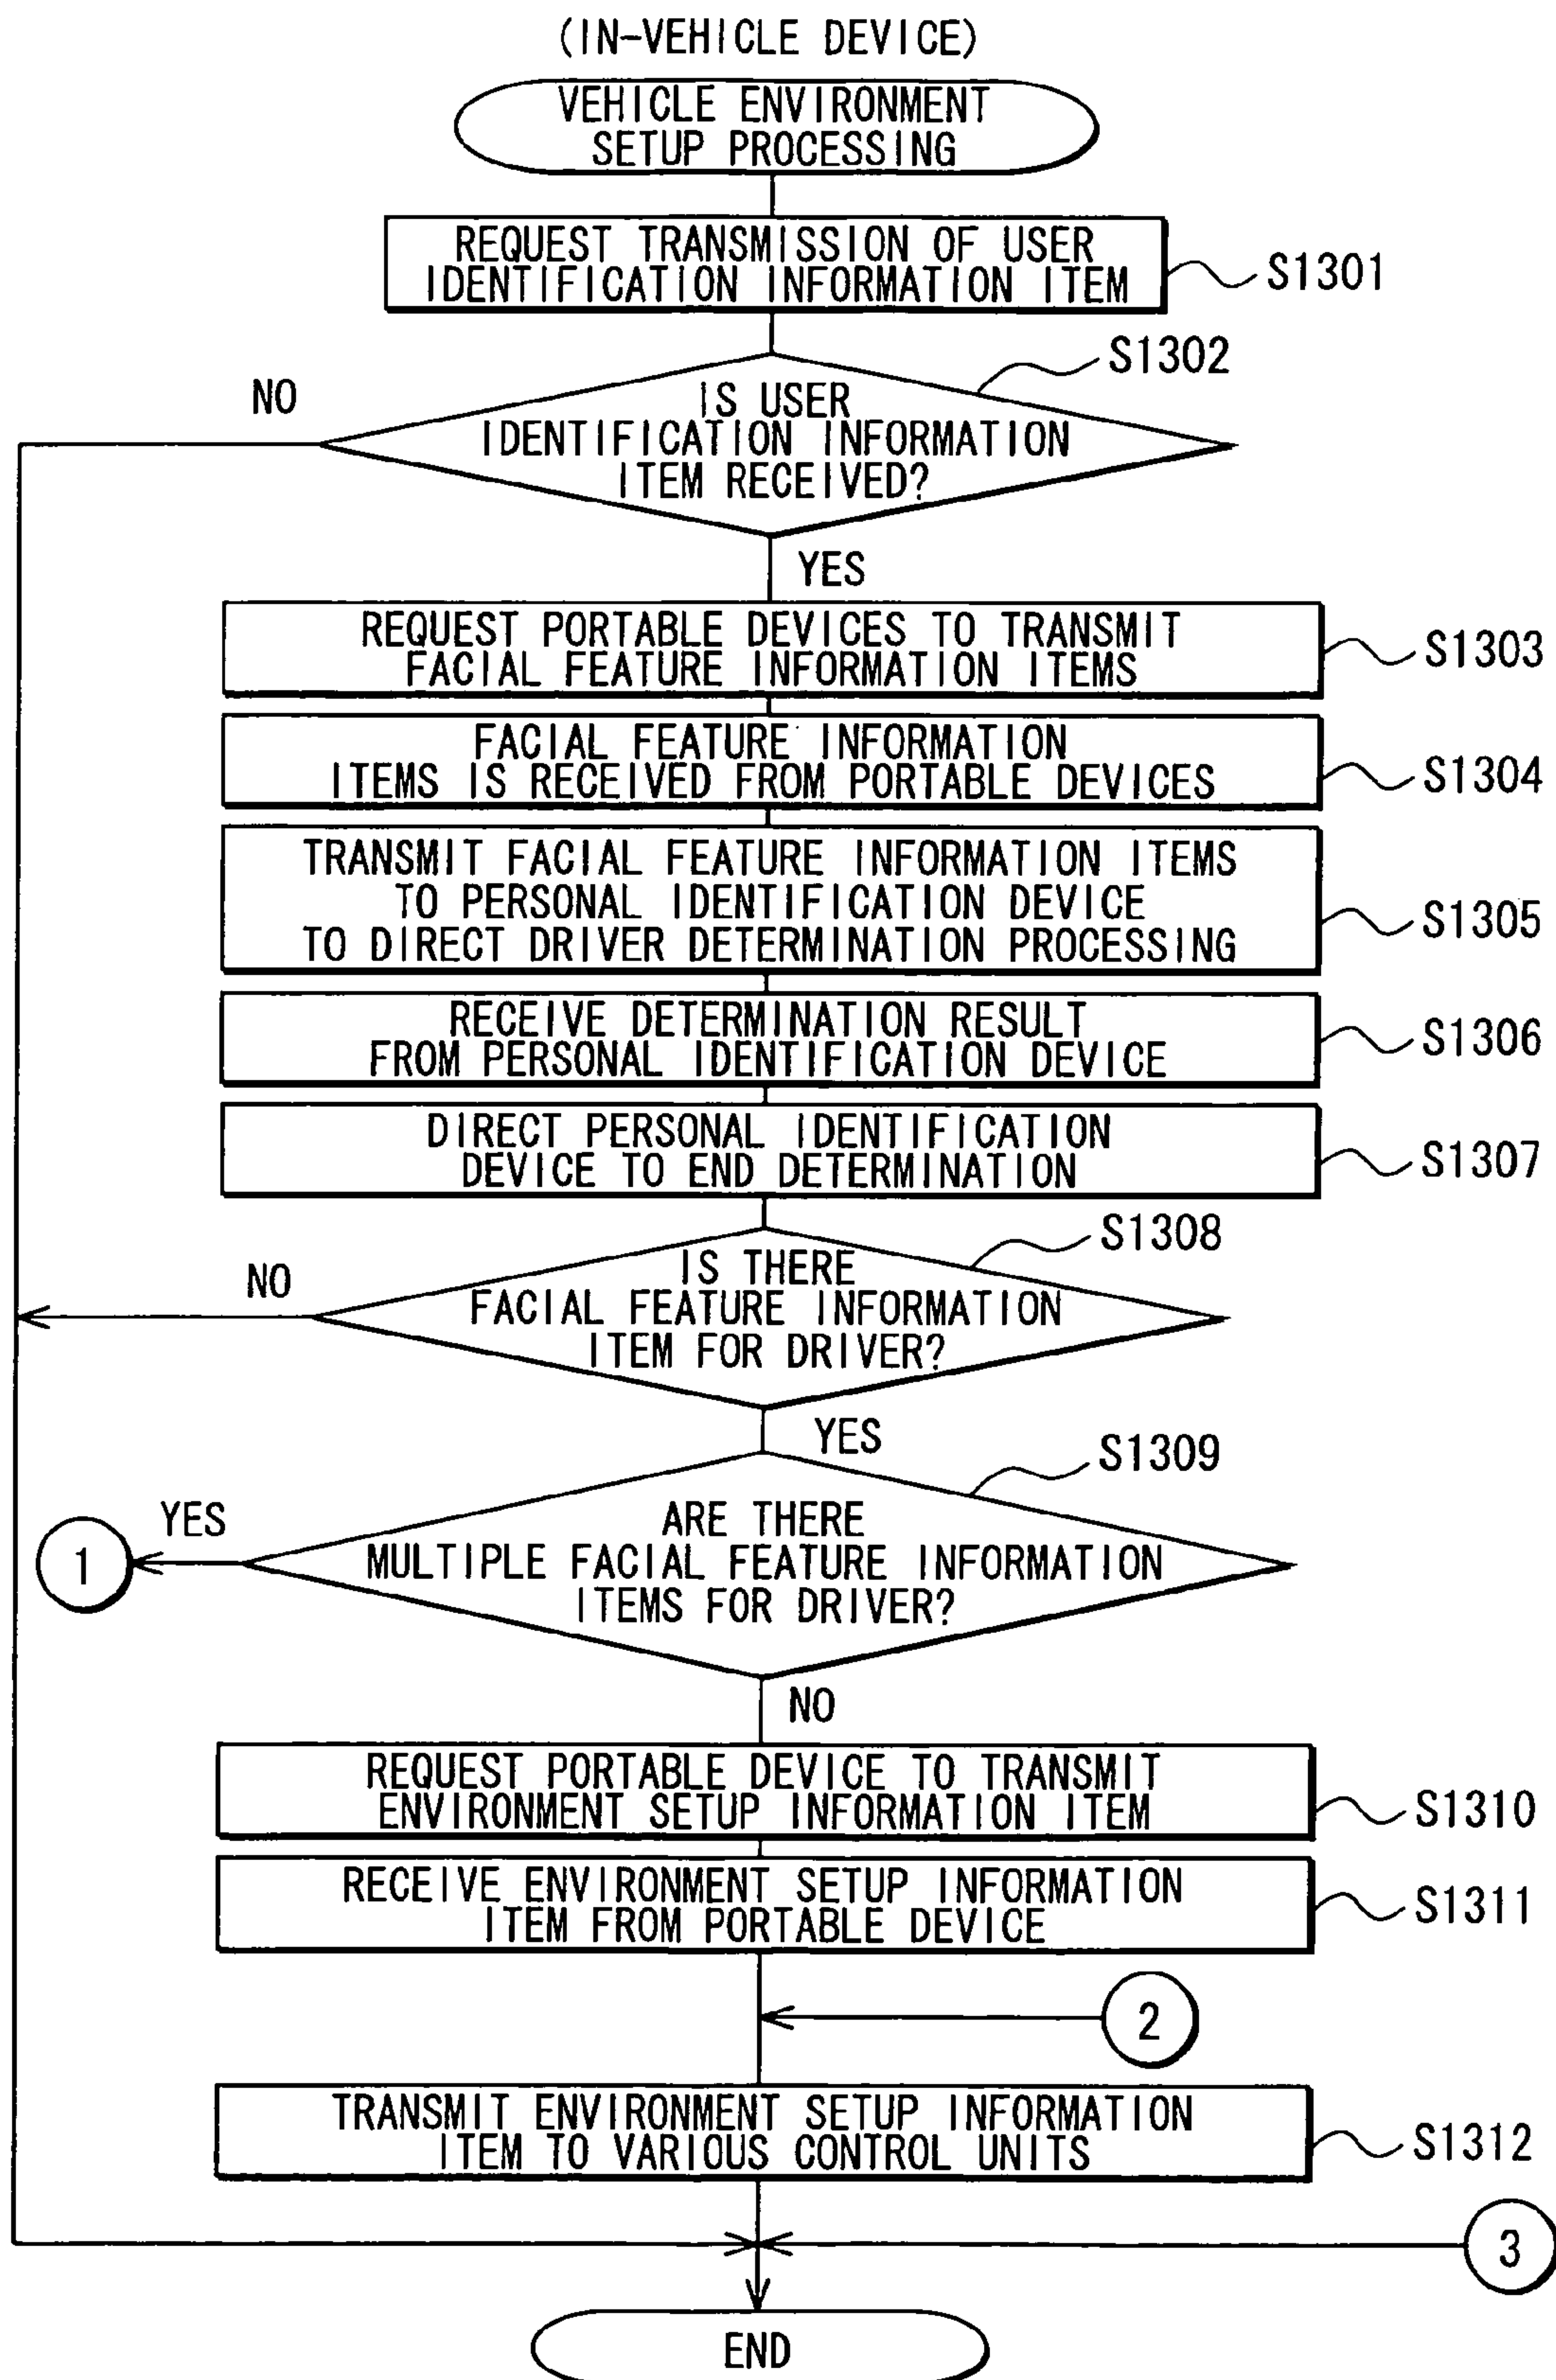 (IN-VEHICLE DEVICE)
VEHICLE ENVIRONMENT
SETUP PROCESSING
REQUEST TRANSMISSION OF USER
IDENTIFICATION INFORMATION ITEM
S1301
S1302
NO
IS USER
IDENTIFICATION INFORMATION
ITEM RECEIVED?
YES
REQUEST PORTABLE DEVICES TO TRANSMIT
FACIAL FEATURE INFORMATION ITEMS
S1303
FACIAL FEATURE INFORMATION
ITEMS IS RECEIVED FROM PORTABLE DEVICES
S1304
TRANSMIT FACIAL FEATURE INFORMATION ITEMS
TO PERSONAL IDENTIFICATION DEVICE
TO DIRECT DRIVER DETERMINATION PROCESSING
S1305
RECEIVE DETERMINATION RESULT
FROM PERSONAL IDENTIFICATION DEVICE
S1306
DIRECT PERSONAL IDENTIFICATION
DEVICE TO END DETERMINATION
S1307
S1308
NO
IS THERE
FACIAL FEATURE INFORMATION
ITEM FOR DRIVER?
YES
S1309
YES
1
ARE THERE
MULTIPLE FACIAL FEATURE INFORMATION
ITEMS FOR DRIVER?
NO
REQUEST PORTABLE DEVICE TO TRANSMIT
ENVIRONMENT SETUP INFORMATION ITEM
S1310
RECEIVE ENVIRONMENT SETUP INFORMATION
ITEM FROM PORTABLE DEVICE
S1311
2
TRANSMIT ENVIRONMENT SETUP INFORMATION
ITEM TO VARIOUS CONTROL UNITS
S1312
3
END